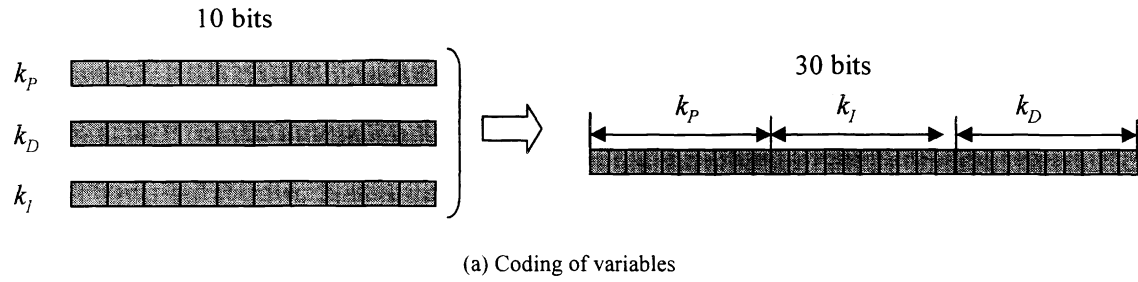 10 bits
k_P
k_D
k_I
30 bits
k_P k_I k_D
(a) Coding of variables